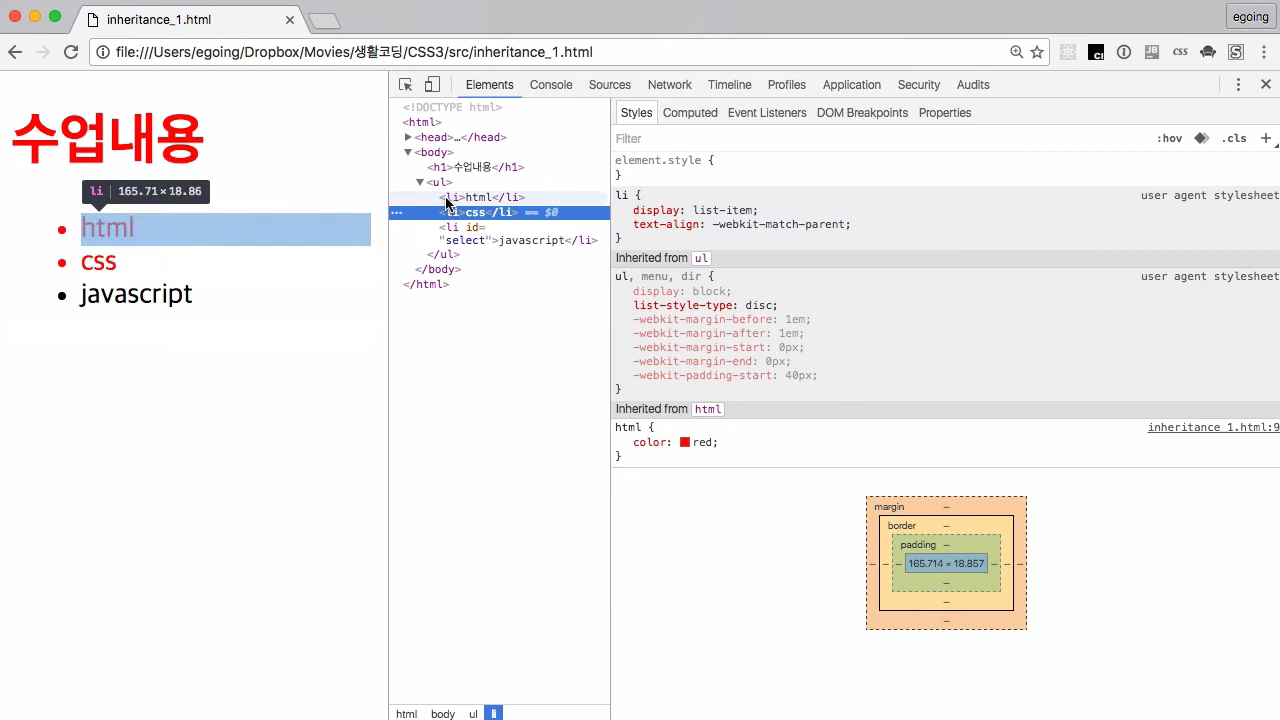 inheritance_1.html
egoing
file:///Users/egoing/Dropbox/Movies/생활코딩/CSS3/src/inheritance_1.html
수업내용
li 165.71×18.86
html
css
javascript
Elements Console Sources Network Timeline Profiles Application Security Audits
<!DOCTYPE html>
<html>
<head>…</head>
<body>
<h1>수업내용</h1>
<ul>
<li>html</li>
<li>css</li> == $0
<li id=
"select">javascript</li>
</ul>
</body>
</html>
html body ul li
Styles Computed Event Listeners DOM Breakpoints Properties
Filter :hov .cls +
element.style {
}
li { user agent stylesheet
display: list-item;
text-align: -webkit-match-parent;
}
Inherited from ul
ul, menu, dir { user agent stylesheet
display: block;
list-style-type: disc;
-webkit-margin-before: 1em;
-webkit-margin-after: 1em;
-webkit-margin-start: 0px;
-webkit-margin-end: 0px;
-webkit-padding-start: 40px;
}
Inherited from html
html { inheritance_1.html:9
color: red;
}
margin –
border –
padding –
– – – 165.714 × 18.857 – – –
–
–
–